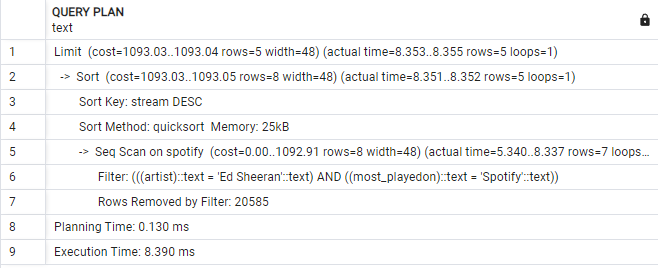 QUERY PLAN
text
1 Limit (cost=1093.03..1093.04 rows=5 width=48) (actual time=8.353..8.355 rows=5 loops=1)
2 -> Sort (cost=1093.03..1093.05 rows=8 width=48) (actual time=8.351..8.352 rows=5 loops=1)
3 Sort Key: stream DESC
4 Sort Method: quicksort Memory: 25kB
5 -> Seq Scan on spotify (cost=0.00..1092.91 rows=8 width=48) (actual time=5.340..8.337 rows=7 loops...
6 Filter: (((artist)::text = 'Ed Sheeran'::text) AND ((most_playedon)::text = 'Spotify'::text))
7 Rows Removed by Filter: 20585
8 Planning Time: 0.130 ms
9 Execution Time: 8.390 ms